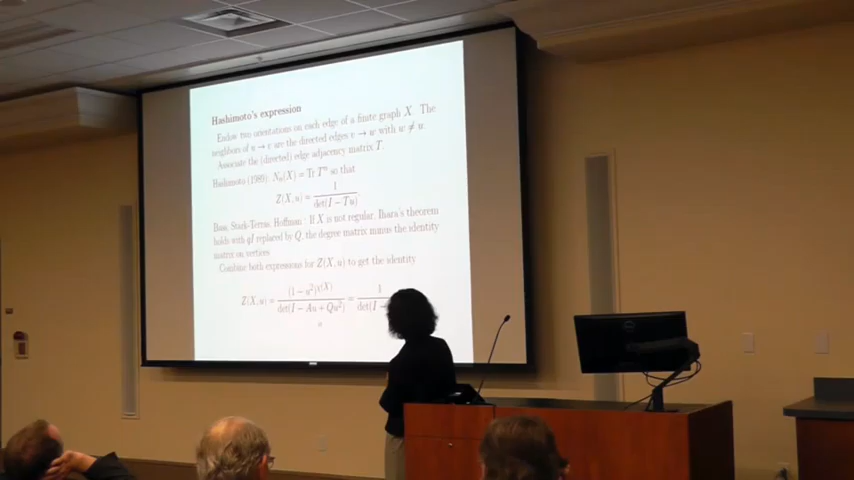 Hashimoto's expression
Endow two orientations on each edge of a finite graph X. The
neighbors of u → v are the directed edges v → w with w ≠ u.
Associate the (directed) edge adjacency matrix T.
Hashimoto (1989): Nₙ(X) = Tr Tⁿ so that
Z(X, u) = 1 / det(I − Tu)
Bass, Stark-Terras, Hoffman : If X is not regular, Ihara's theorem
holds with qI replaced by Q, the degree matrix minus the identity
matrix on vertices
Combine both expressions for Z(X, u) to get the identity
Z(X, u) = (1 − u²)^χ(X) / det(I − Au + Qu²) = 1 / det(I −